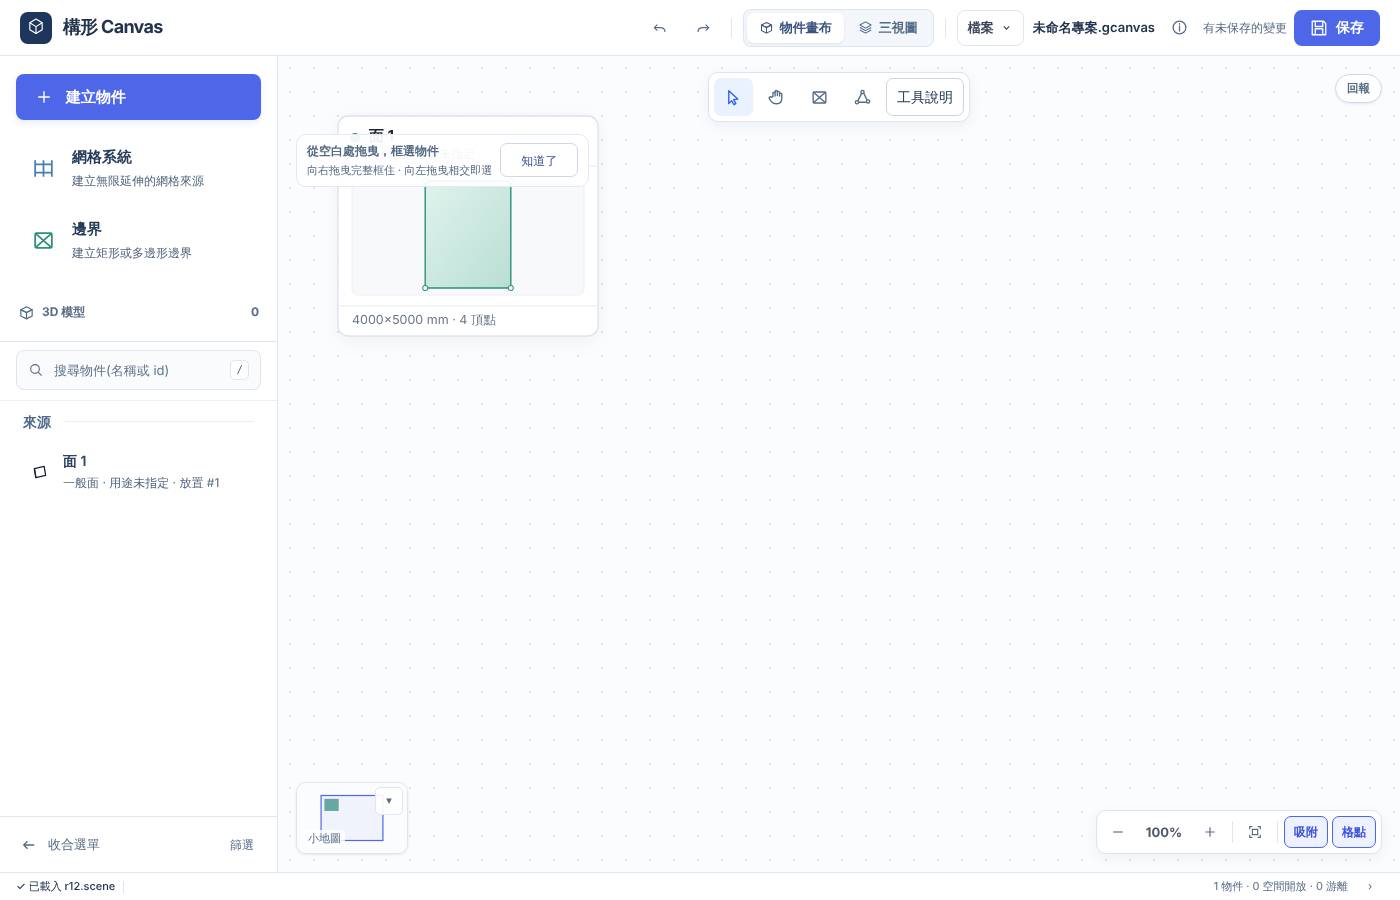 構形 Canvas
物件畫布
三視圖
檔案
未命名專案.gcanvas
有未保存的變更
保存
建立物件
網格系統
建立無限延伸的網格來源
邊界
建立矩形或多邊形邊界
3D 模型
0
搜尋物件(名稱或 id)
/
來源
面 1
一般面 · 用途未指定 · 放置 #1
收合選單
篩選
工具說明
回報
面 1
從空白處拖曳，框選物件
向右拖曳完整框住 · 向左拖曳相交即選
知道了
4000×5000 mm · 4 頂點
小地圖
100%
吸附
格點
已載入 r12.scene
1 物件 · 0 空間開放 · 0 游離